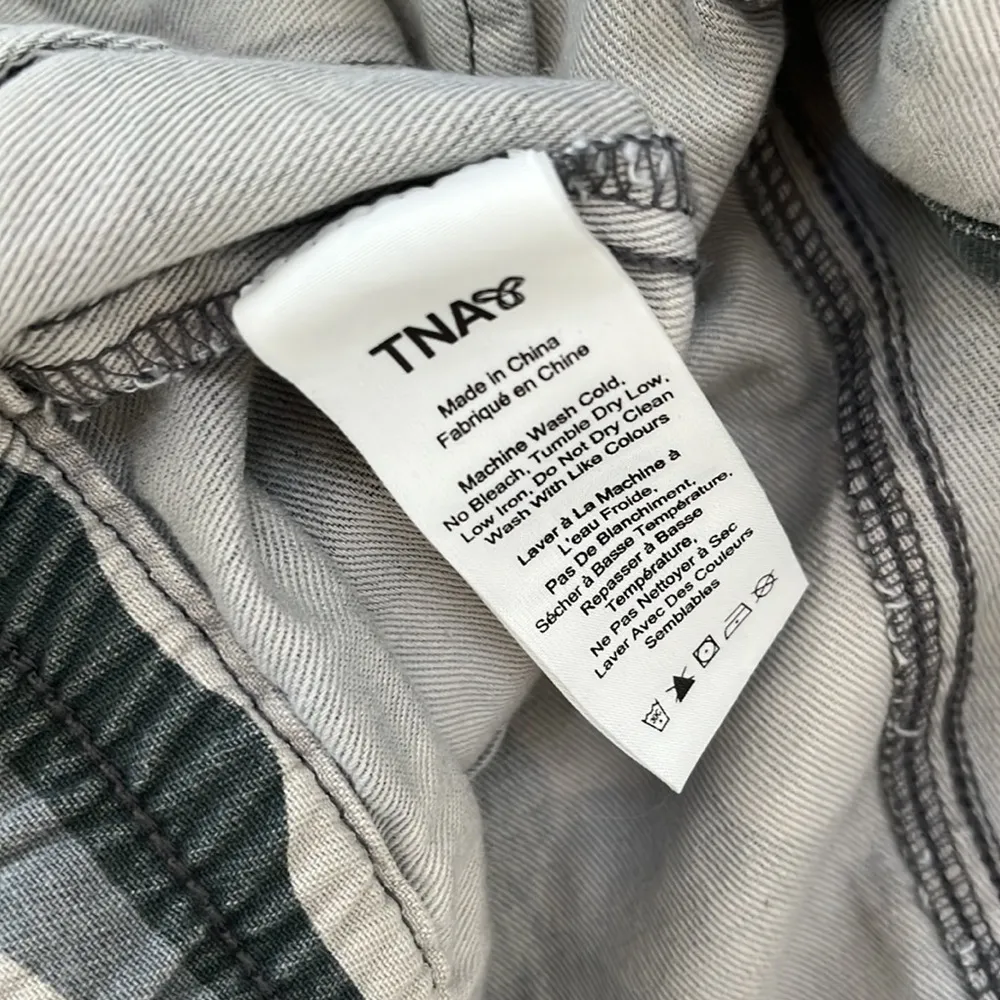 TNA
Made in China
Fabriqué en Chine
Machine Wash Cold,
No Bleach, Tumble Dry Low,
Low Iron, Do Not Dry Clean
Wash With Like Colours
Laver à La Machine à
L'eau Froide,
Pas De Blanchiment,
Sécher à Basse Température.
Repasser à Basse
Température,
Ne Pas Nettoyer à Sec
Laver Avec Des Couleurs
Semblables